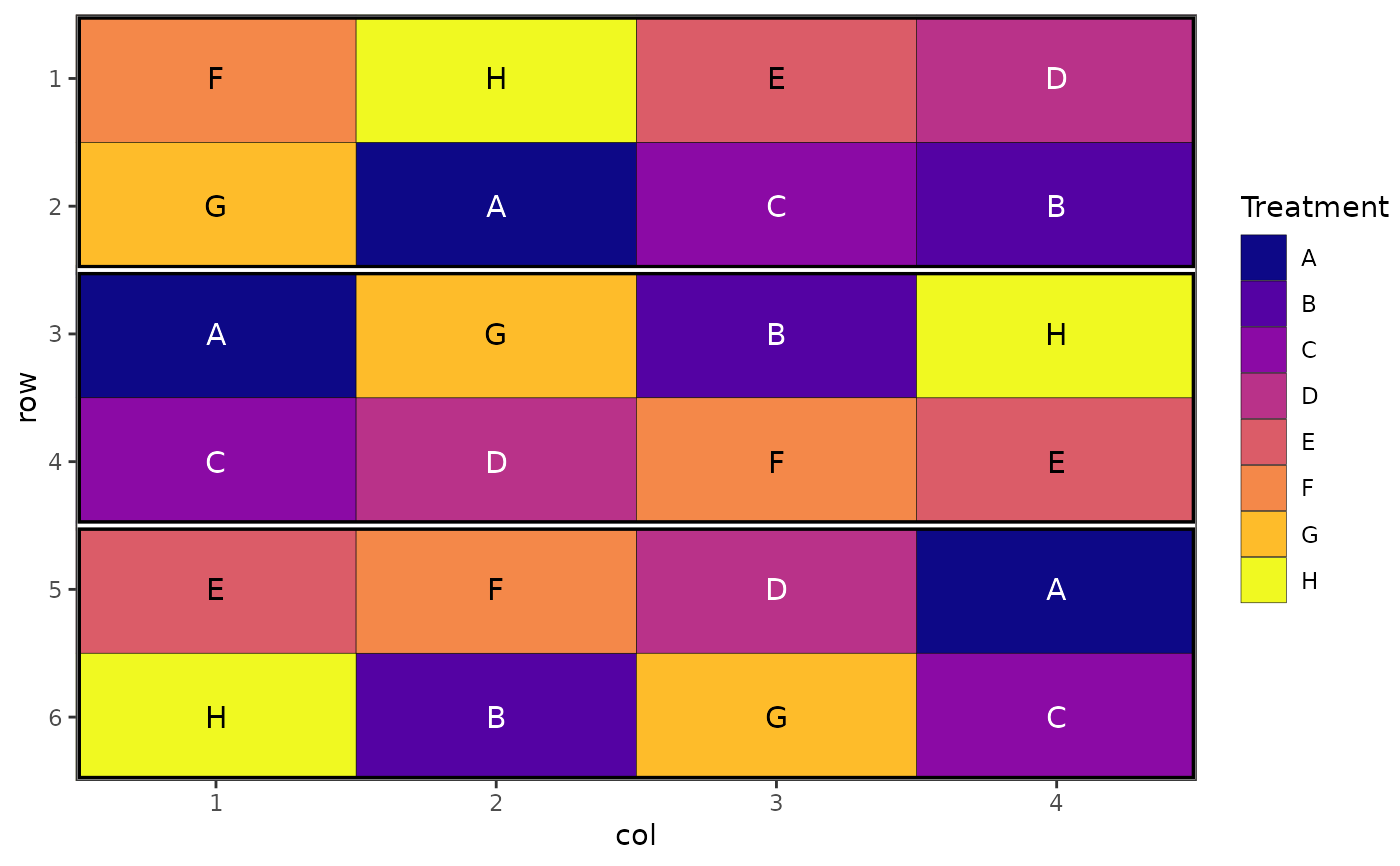 1 F H E D
2 G A C B
3 A G B H
4 C D F E
5 E F D A
6 H B G C
1 2 3 4
col
row
Treatment
A
B
C
D
E
F
G
H